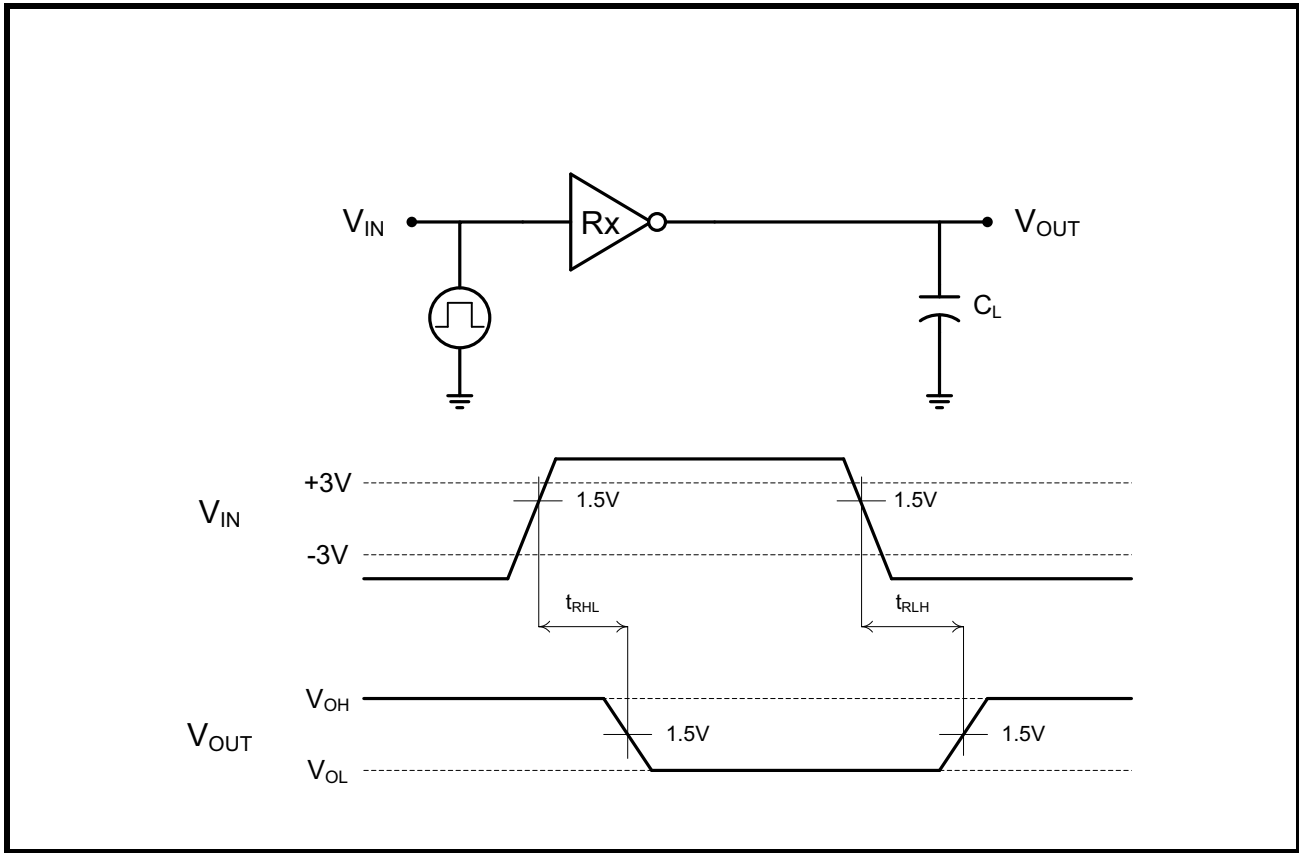 V_IN
Rx
V_OUT
C_L
+3V
1.5V
1.5V
V_IN
-3V
t_RHL
t_RLH
V_OH
1.5V
1.5V
V_OUT
V_OL